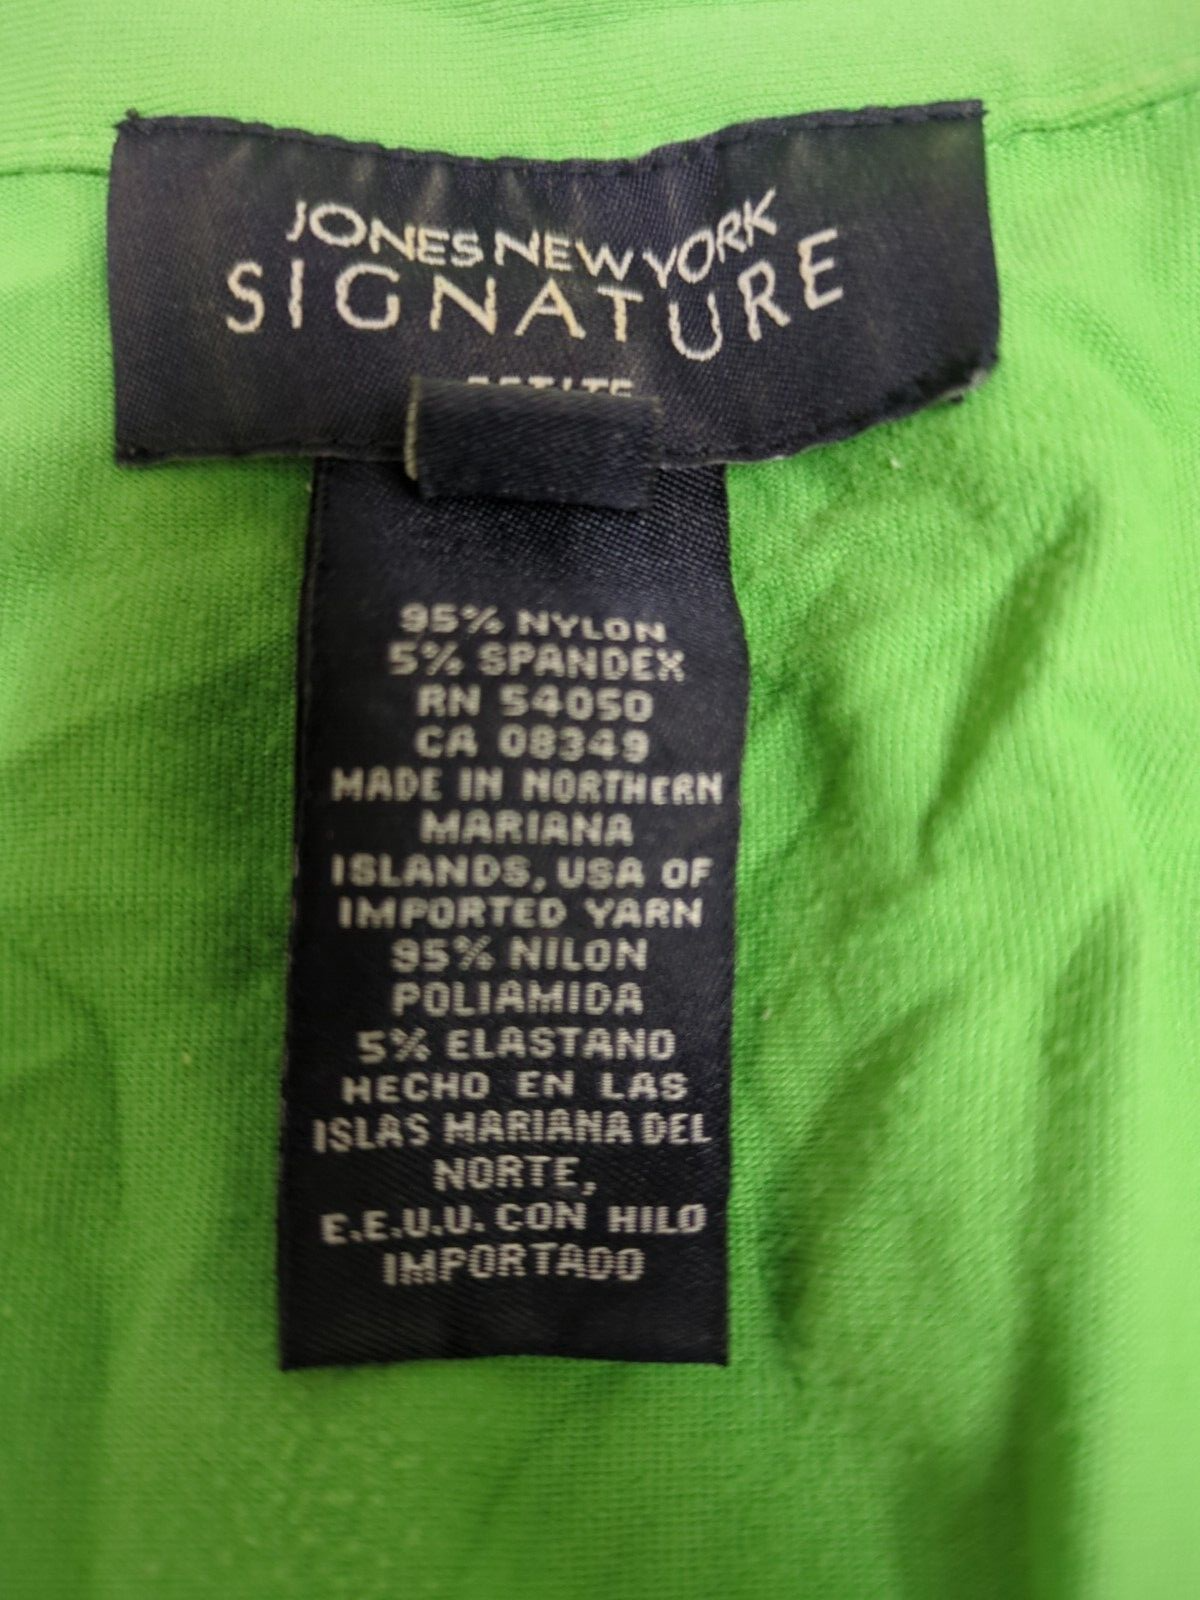 JONES NEW YORK
SIGNATURE
PETITE
95% NYLON
5% SPANDEX
RN 54050
CA 08349
MADE IN NORTHERN
MARIANA
ISLANDS, USA OF
IMPORTED YARN
95% NILON
POLIAMIDA
5% ELASTANO
HECHO EN LAS
ISLAS MARIANA DEL
NORTE,
E.E.U.U. CON HILO
IMPORTADO